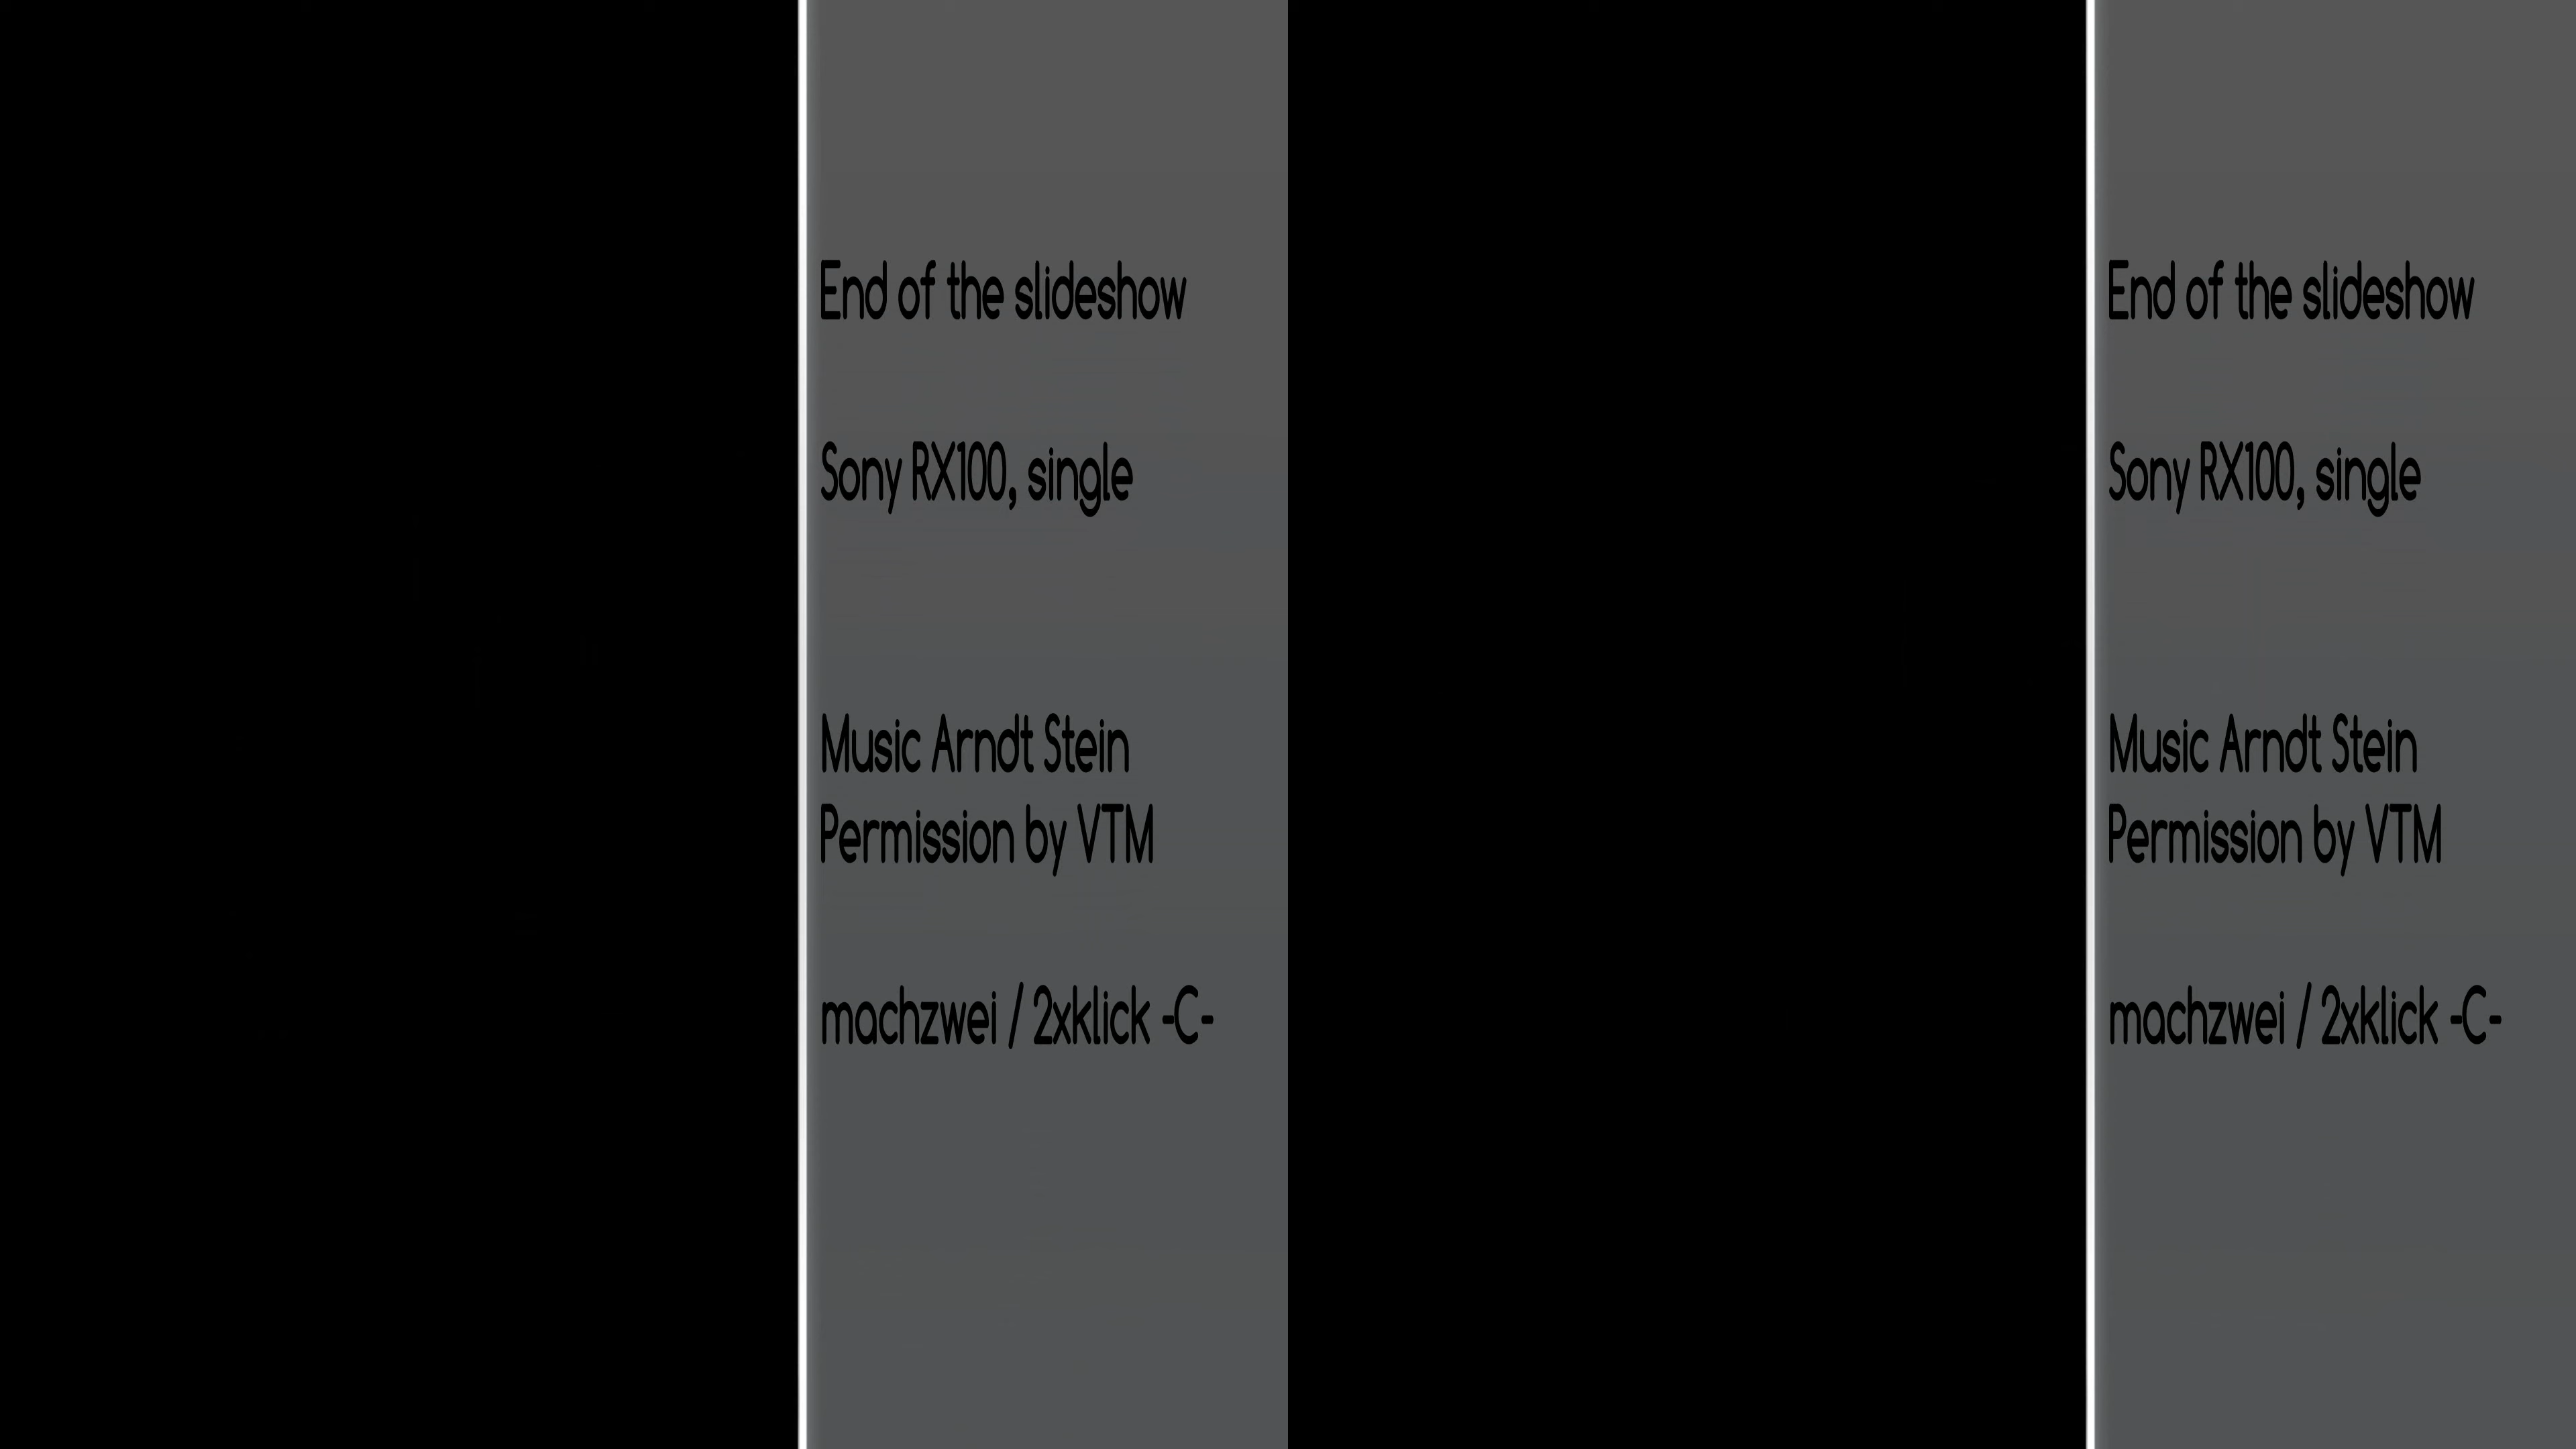 End of the slideshow
Sony RX100, single
Music Arndt Stein
Permission by VTM
machzwei / 2xklick -C-
End of the slideshow
Sony RX100, single
Music Arndt Stein
Permission by VTM
machzwei / 2xklick -C-